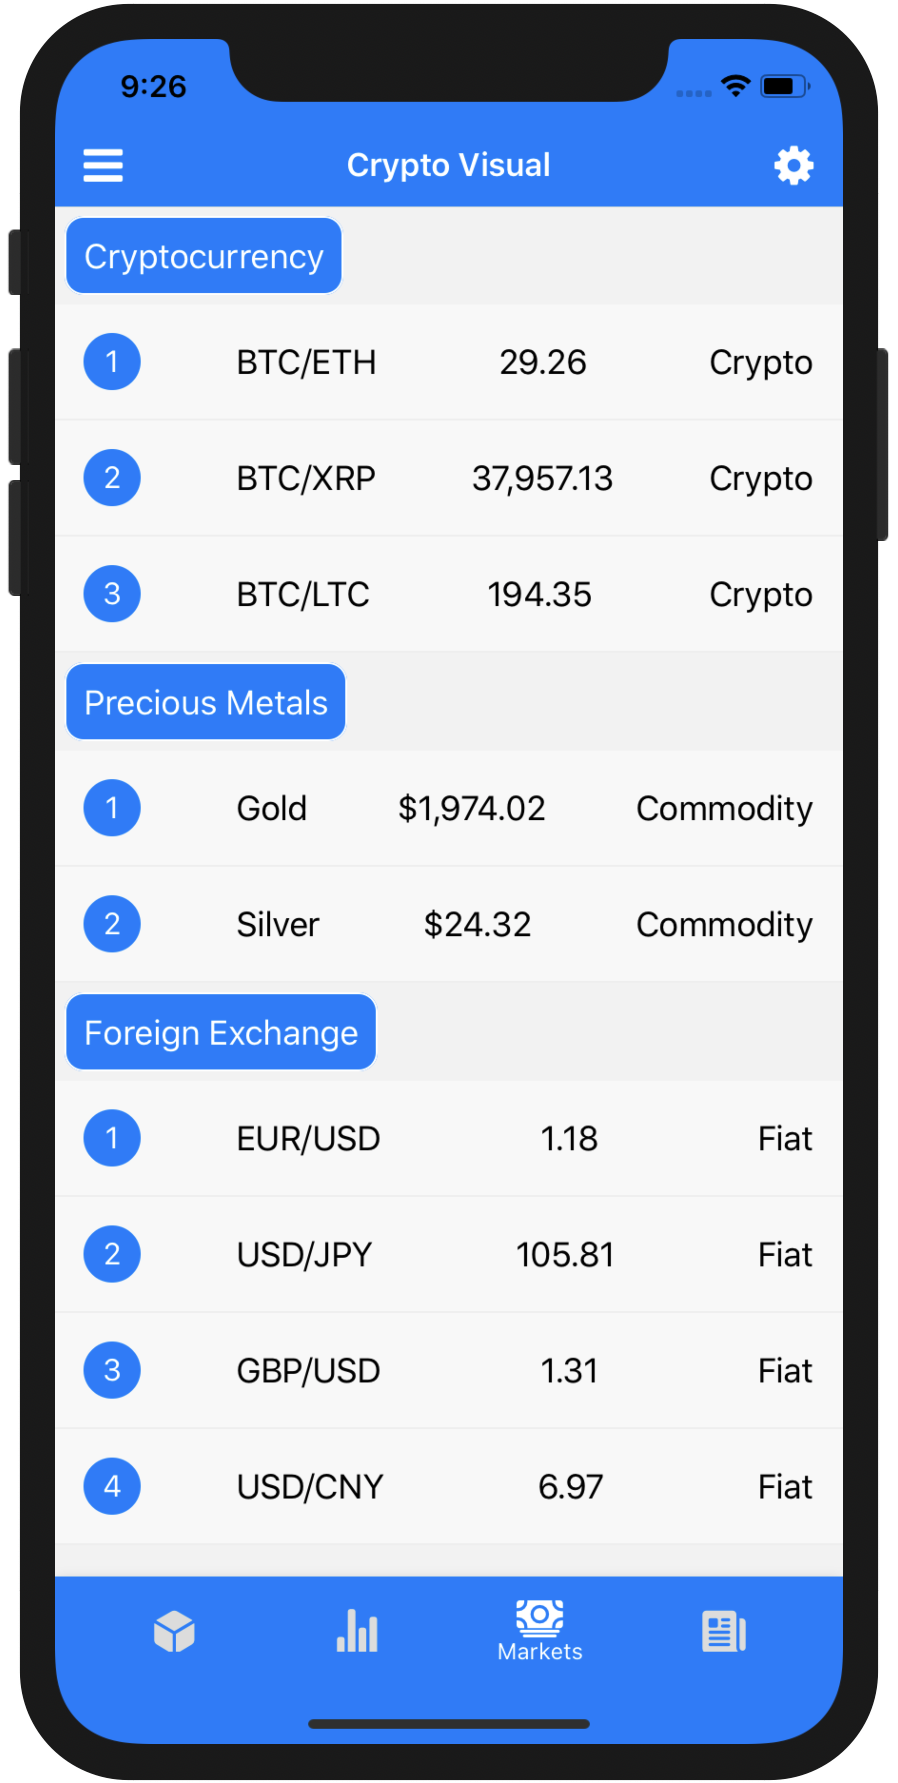 9:26
Crypto Visual
Cryptocurrency
1 BTC/ETH 29.26 Crypto
2 BTC/XRP 37,957.13 Crypto
3 BTC/LTC 194.35 Crypto
Precious Metals
1 Gold $1,974.02 Commodity
2 Silver $24.32 Commodity
Foreign Exchange
1 EUR/USD 1.18 Fiat
2 USD/JPY 105.81 Fiat
3 GBP/USD 1.31 Fiat
4 USD/CNY 6.97 Fiat
Markets